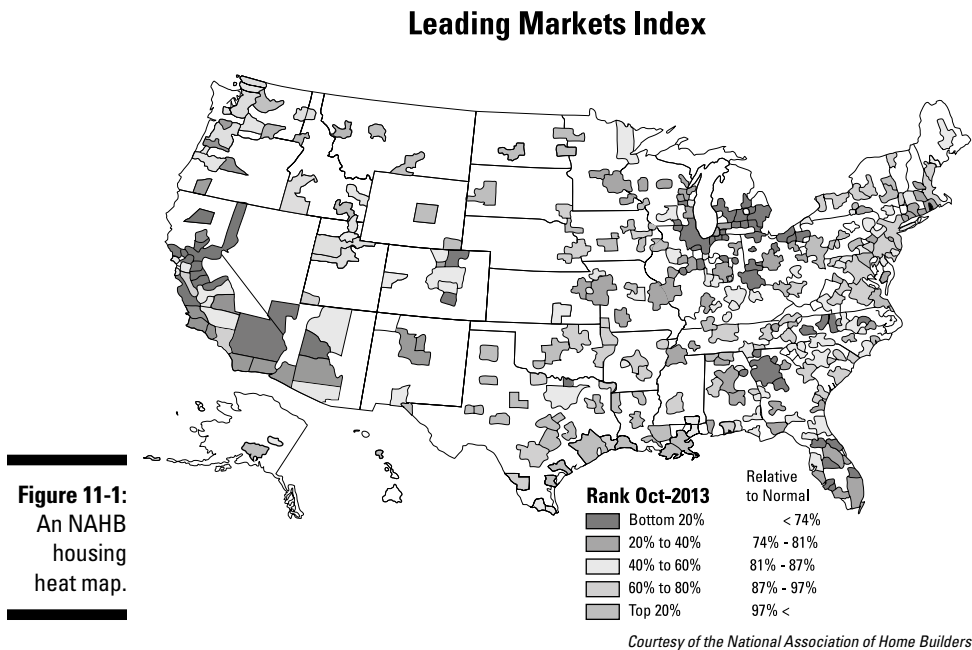 Leading Markets Index
Figure 11-1:
An NAHB
housing
heat map.
Rank Oct-2013
Relative
to Normal
Bottom 20% < 74%
20% to 40% 74% - 81%
40% to 60% 81% - 87%
60% to 80% 87% - 97%
Top 20% 97% <
Courtesy of the National Association of Home Builders